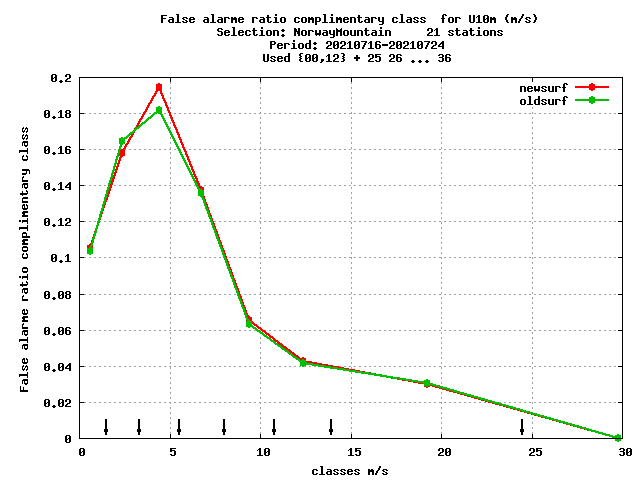 False alarme ratio complimentary class  for U10m (m/s)
Selection: NorwayMountain     21 stations
Period: 20210716-20210724
Used {00,12} + 25 26 ... 36
newsurf
oldsurf
False alarme ratio complimentary class
0.2
0.18
0.16
0.14
0.12
0.1
0.08
0.06
0.04
0.02
0
0 5 10 15 20 25 30
classes m/s